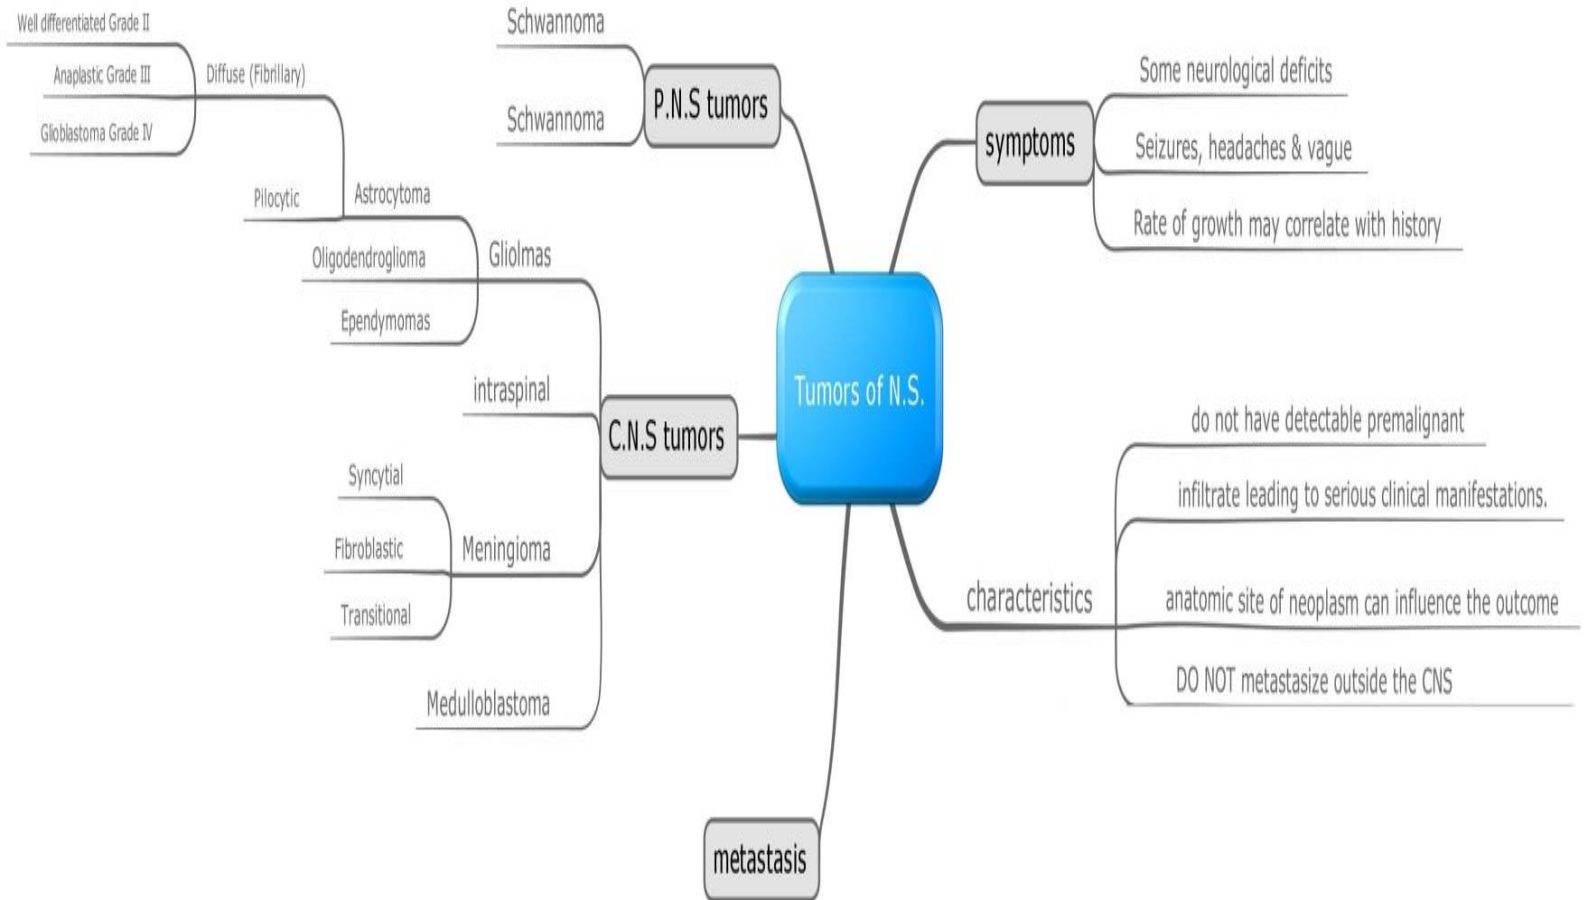 Tumors of N.S.
P.N.S tumors
Schwannoma
Schwannoma
C.N.S tumors
Gliolmas
Astrocytoma
Diffuse (Fibrillary)
Well differentiated Grade II
Anaplastic Grade III
Glioblastoma Grade IV
Pilocytic
Oligodendroglioma
Ependymomas
intraspinal
Meningioma
Syncytial
Fibroblastic
Transitional
Medulloblastoma
symptoms
Some neurological deficits
Seizures, headaches & vague
Rate of growth may correlate with history
characteristics
do not have detectable premalignant
infiltrate leading to serious clinical manifestations.
anatomic site of neoplasm can influence the outcome
DO NOT metastasize outside the CNS
metastasis